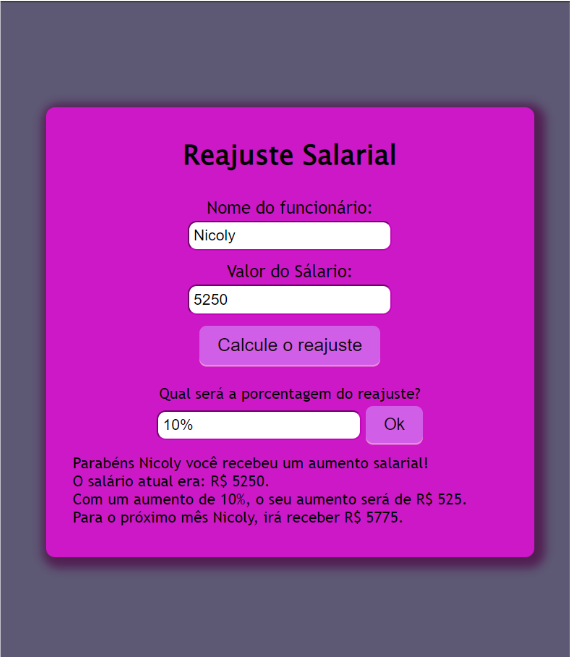 Reajuste Salarial
Nome do funcionário:
Nicoly
Valor do Sálario:
5250
Calcule o reajuste
Qual será a porcentagem do reajuste?
10% Ok
Parabéns Nicoly você recebeu um aumento salarial!
O salário atual era: R$ 5250.
Com um aumento de 10%, o seu aumento será de R$ 525.
Para o próximo mês Nicoly, irá receber R$ 5775.